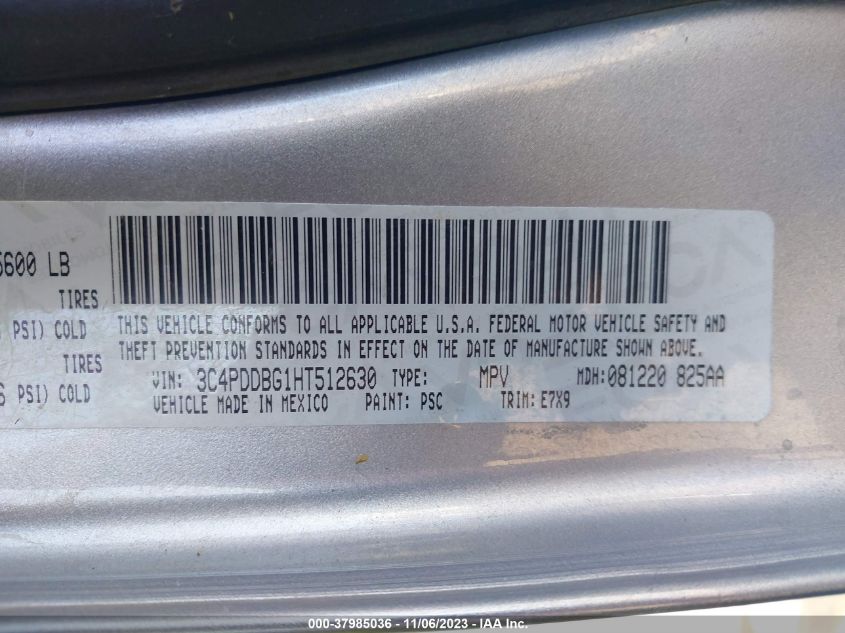 5600 LB
TIRES
PSI) COLD
TIRES
PSI) COLD
THIS VEHICLE CONFORMS TO ALL APPLICABLE U.S.A. FEDERAL MOTOR VEHICLE SAFETY AND
THEFT PREVENTION STANDARDS IN EFFECT ON THE DATE OF MANUFACTURE SHOWN ABOVE.
VIN: 3C4PDDBG1HT512630 TYPE: MPV MDH:081220 825AA
VEHICLE MADE IN MEXICO PAINT: PSC TRIM: E7X9
000-37985036 - 11/06/2023 - IAA Inc.